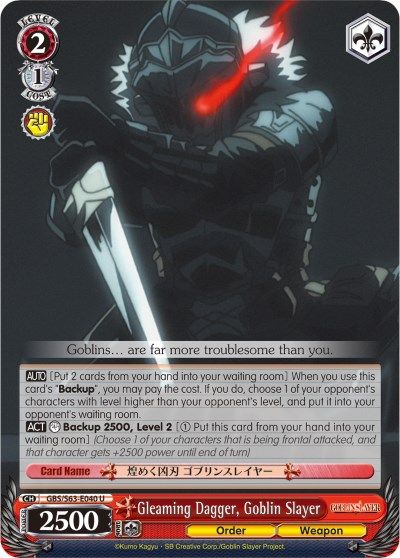 LEVEL
2
1
COST
Goblins… are far more troublesome than you.
AUTO [Put 2 cards from your hand into your waiting room] When you use this
card's "Backup", you may pay the cost. If you do, choose 1 of your opponent's
characters with level higher than your opponent's level, and put it into your
opponent's waiting room.
ACT Backup 2500, Level 2 [① Put this card from your hand into your
waiting room] (Choose 1 of your characters that is being frontal attacked, and
that character gets +2500 power until end of turn)
Card Name 煌めく凶刃 ゴブリンスレイヤー
CH GBS/S63-E040 U
Gleaming Dagger, Goblin Slayer
GOBLIN SLAYER
POWER 2500
SOUL
Order Weapon
©Kumo Kagyu・SB Creative Corp./Goblin Slayer Project.